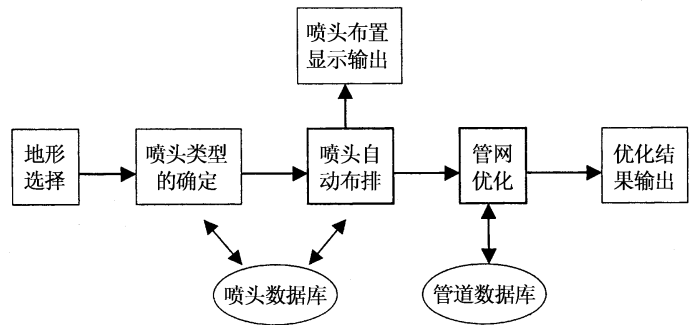 喷头布置
显示输出
地形
选择
喷头类型
的确定
喷头自
动布排
管网
优化
优化结
果输出
喷头数据库
管道数据库